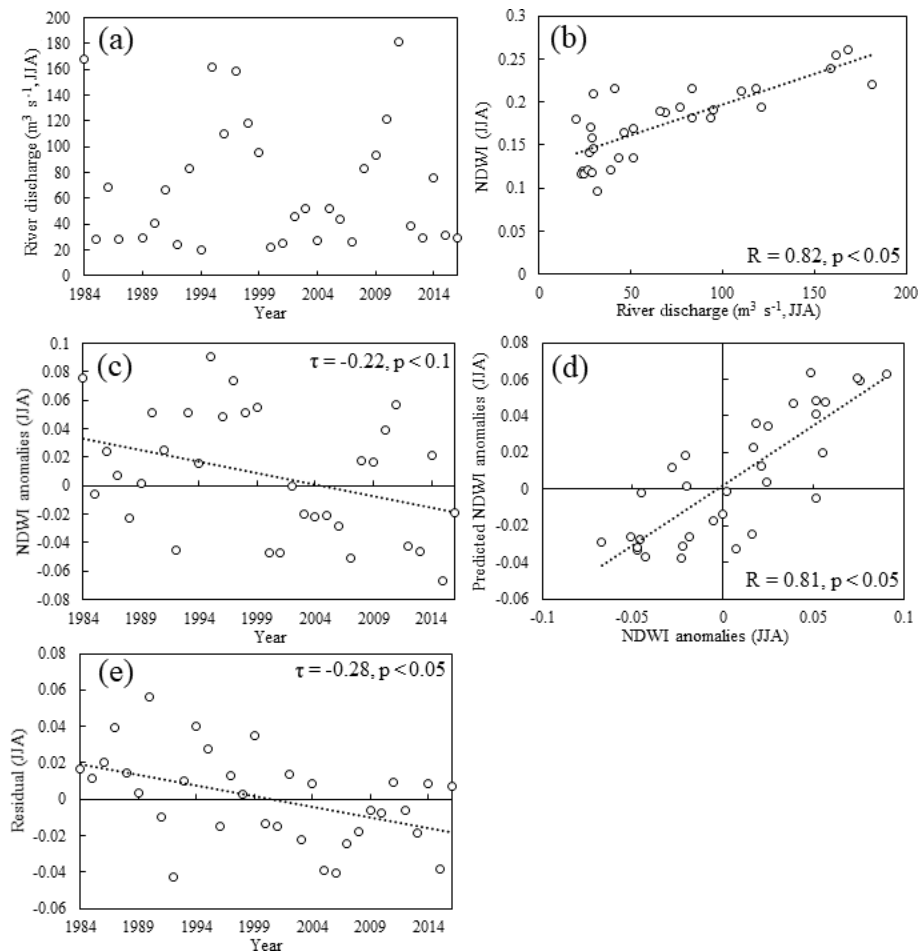 (a)
River discharge (m³ s⁻¹, JJA)
200
180
160
140
120
100
80
60
40
20
0
1984 1989 1994 1999 2004 2009 2014
Year
(b)
NDWI (JJA)
0.3
0.25
0.2
0.15
0.1
0.05
0
R = 0.82, p < 0.05
0 50 100 150 200
River discharge (m³ s⁻¹, JJA)
(c)
τ = -0.22, p < 0.1
NDWI anomalies (JJA)
0.1
0.08
0.06
0.04
0.02
0
-0.02
-0.04
-0.06
-0.08
1984 1989 1994 1999 2004 2009 2014
Year
(d)
Predicted NDWI anomalies (JJA)
0.08
0.06
0.04
0.02
0
-0.02
-0.04
-0.06
R = 0.81, p < 0.05
-0.1 -0.05 0 0.05 0.1
NDWI anomalies (JJA)
(e)
τ = -0.28, p < 0.05
Residual (JJA)
0.08
0.06
0.04
0.02
0
-0.02
-0.04
-0.06
1984 1989 1994 1999 2004 2009 2014
Year